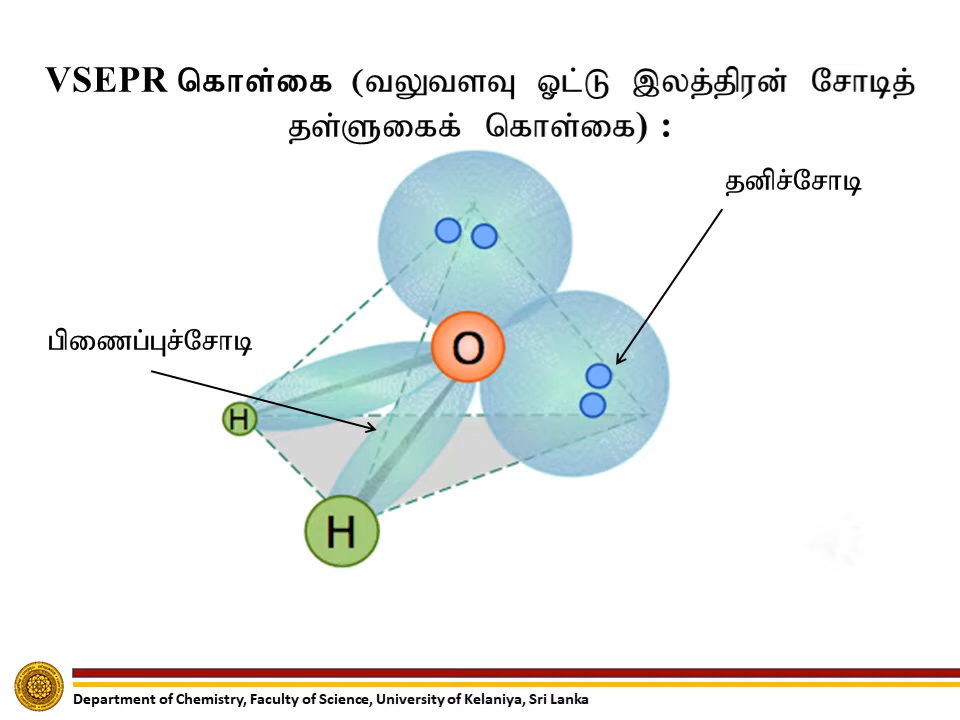 VSEPR கொள்கை (வலுவளவு ஓட்டு இலத்திரன் சோடித்
தள்ளுகைக் கொள்கை) :
தனிச்சோடி
பிணைப்புச்சோடி
O
H
H
Department of Chemistry, Faculty of Science, University of Kelaniya, Sri Lanka